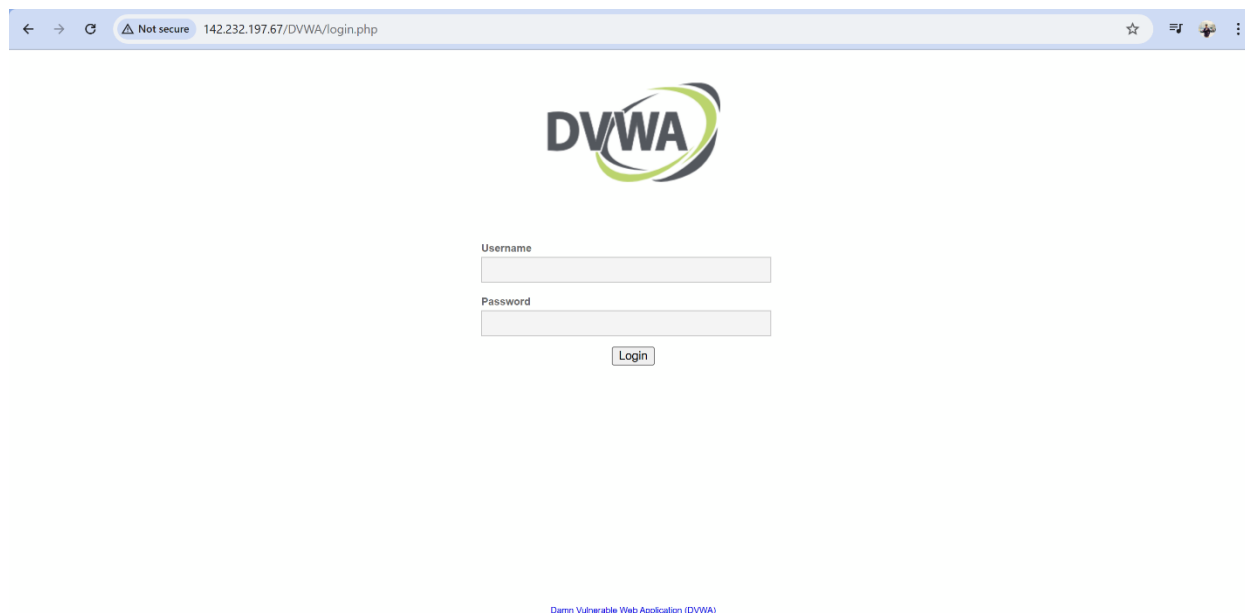 Not secure 142.232.197.67/DVWA/login.php
DVWA
Username
Password
Login
Damn Vulnerable Web Application (DVWA)